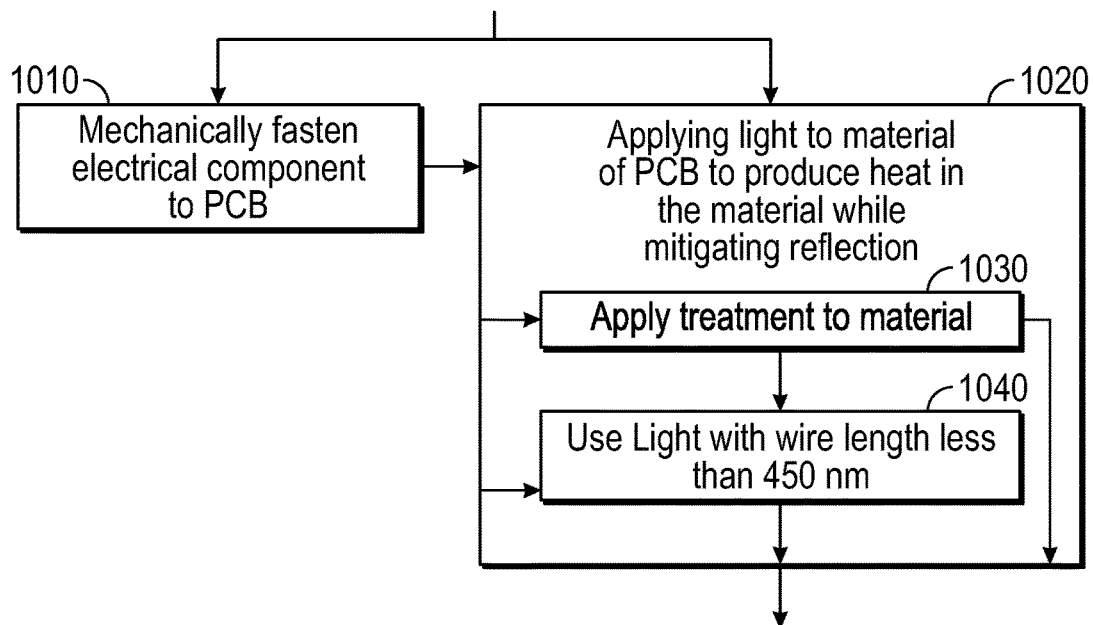 1010
Mechanically fasten
electrical component
to PCB
1020
Applying light to material
of PCB to produce heat in
the material while
mitigating reflection
1030
Apply treatment to material
1040
Use Light with wire length less
than 450 nm